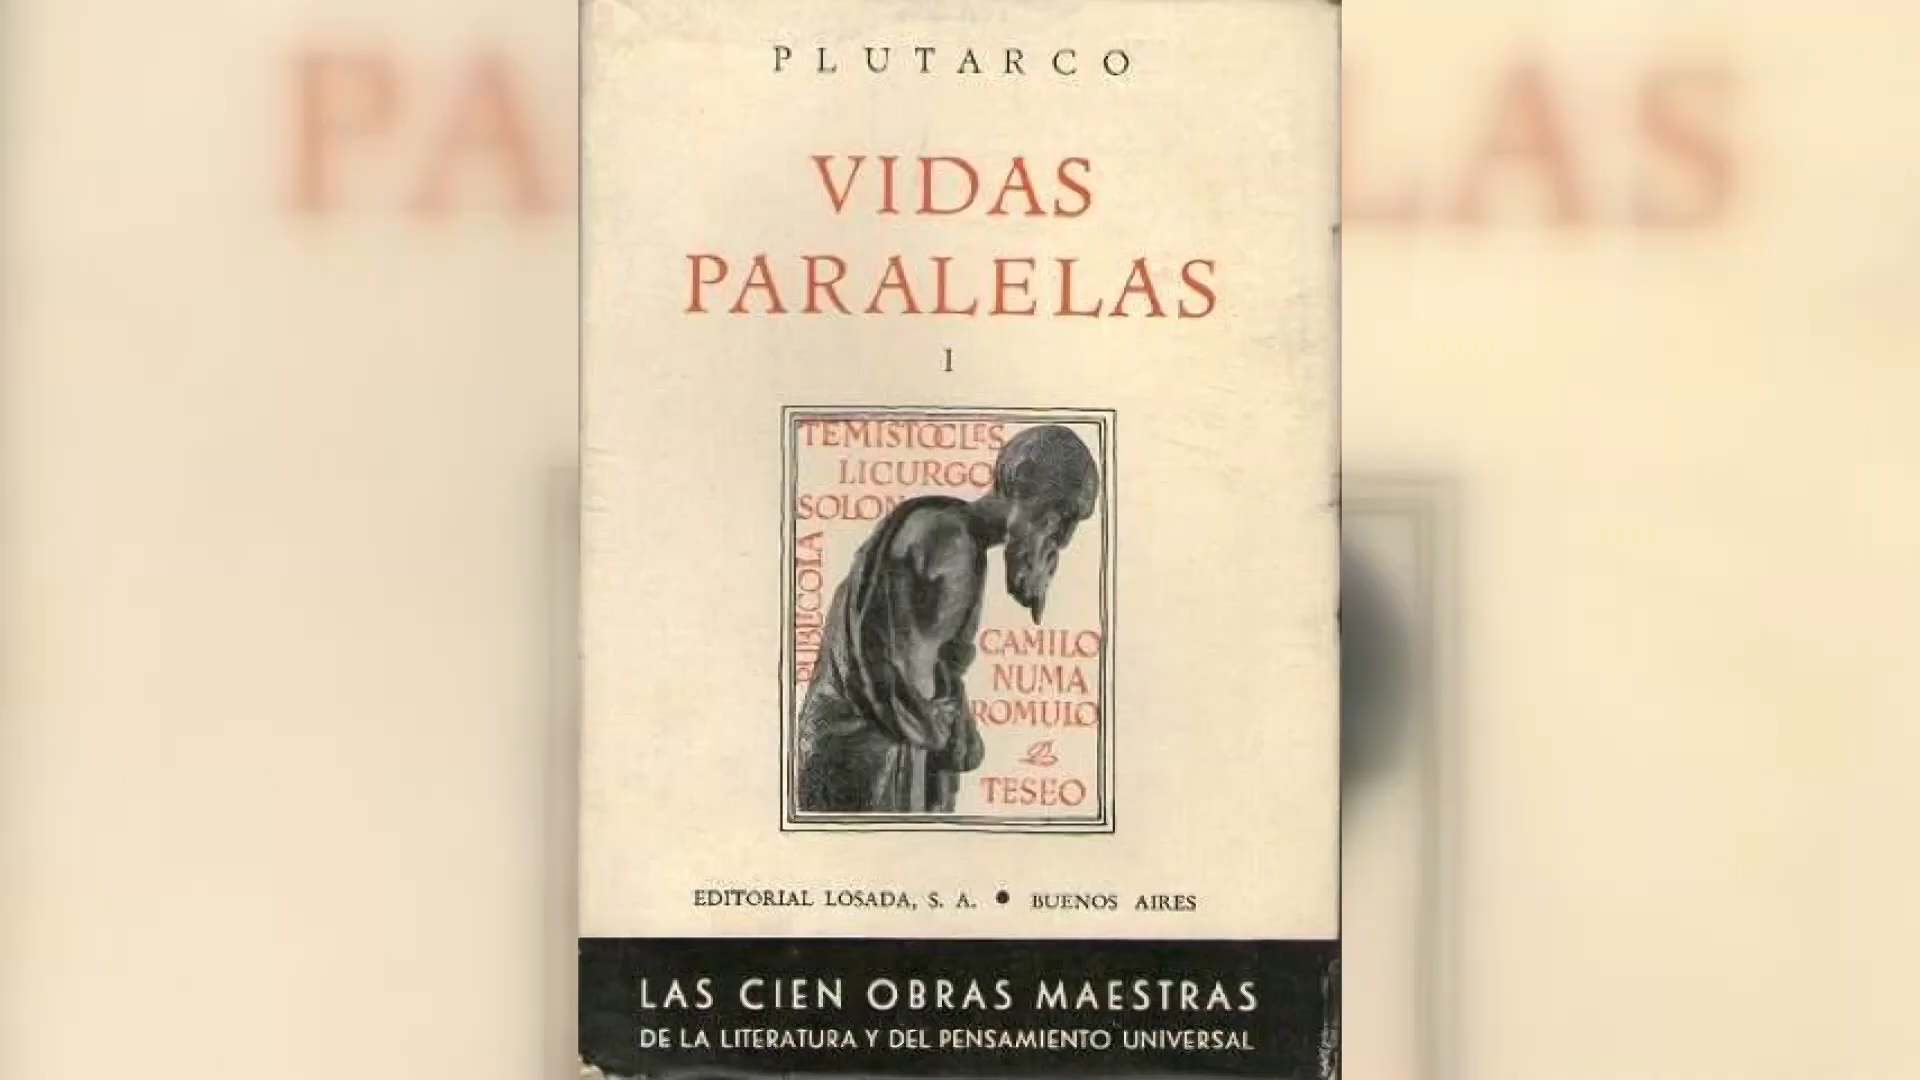 PLUTARCO
VIDAS
PARALELAS
I
TEMISTOCLES
LICURGO
SOLON
PUBLICOLA
CAMILO
NUMA
ROMULO
TESEO
EDITORIAL LOSADA, S. A. • BUENOS AIRES
LAS CIEN OBRAS MAESTRAS
DE LA LITERATURA Y DEL PENSAMIENTO UNIVERSAL